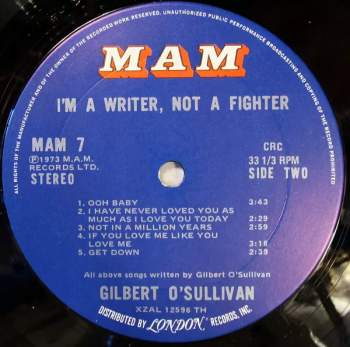 ALL RIGHTS OF THE MANUFACTURER AND OF THE OWNER OF THE RECORDED WORK RESERVED. UNAUTHORISED PUBLIC PERFORMANCE BROADCASTING AND COPYING OF THE RECORD PROHIBITED
MAM
I'M A WRITER, NOT A FIGHTER
MAM 7
℗1973 M.A.M.
RECORDS LTD.
STEREO
CRC
33 1/3 RPM
SIDE TWO
1. OOH BABY 3:43
2. I HAVE NEVER LOVED YOU AS
MUCH AS I LOVE YOU TODAY 2:29
3. NOT IN A MILLION YEARS 2:59
4. IF YOU LOVE ME LIKE YOU
LOVE ME 3:16
5. GET DOWN 2:39
All above songs written by Gilbert O'Sullivan
GILBERT O'SULLIVAN
XZAL 12596 TH
DISTRIBUTED BY LONDON RECORDS, INC.